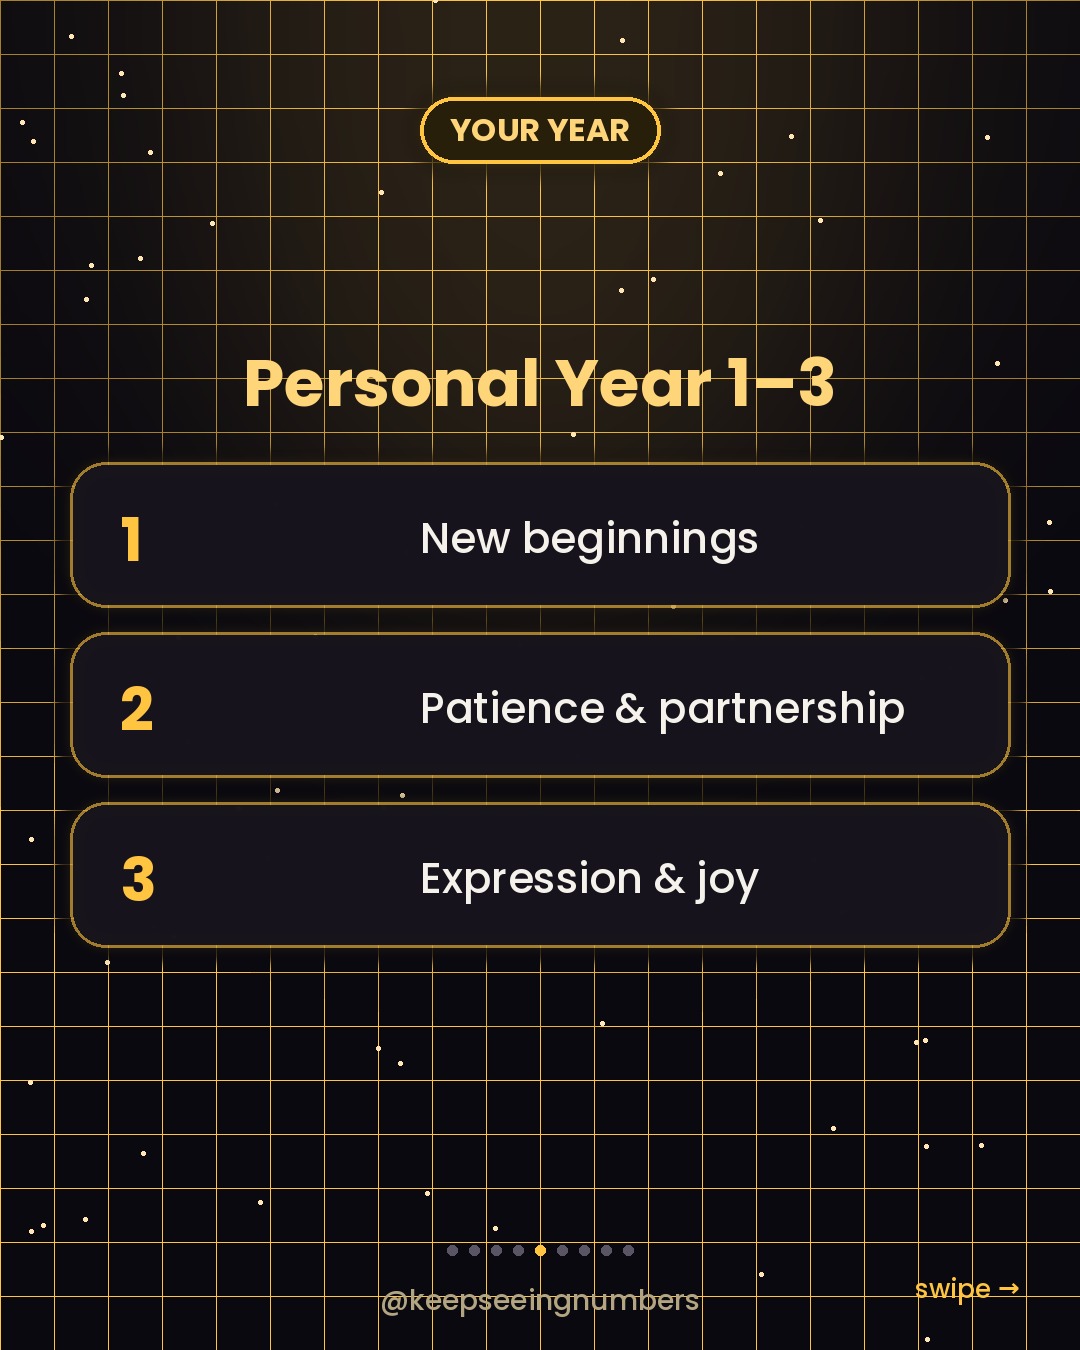 YOUR YEAR
Personal Year 1–3
1 New beginnings
2 Patience & partnership
3 Expression & joy
@keepseeingnumbers
swipe →